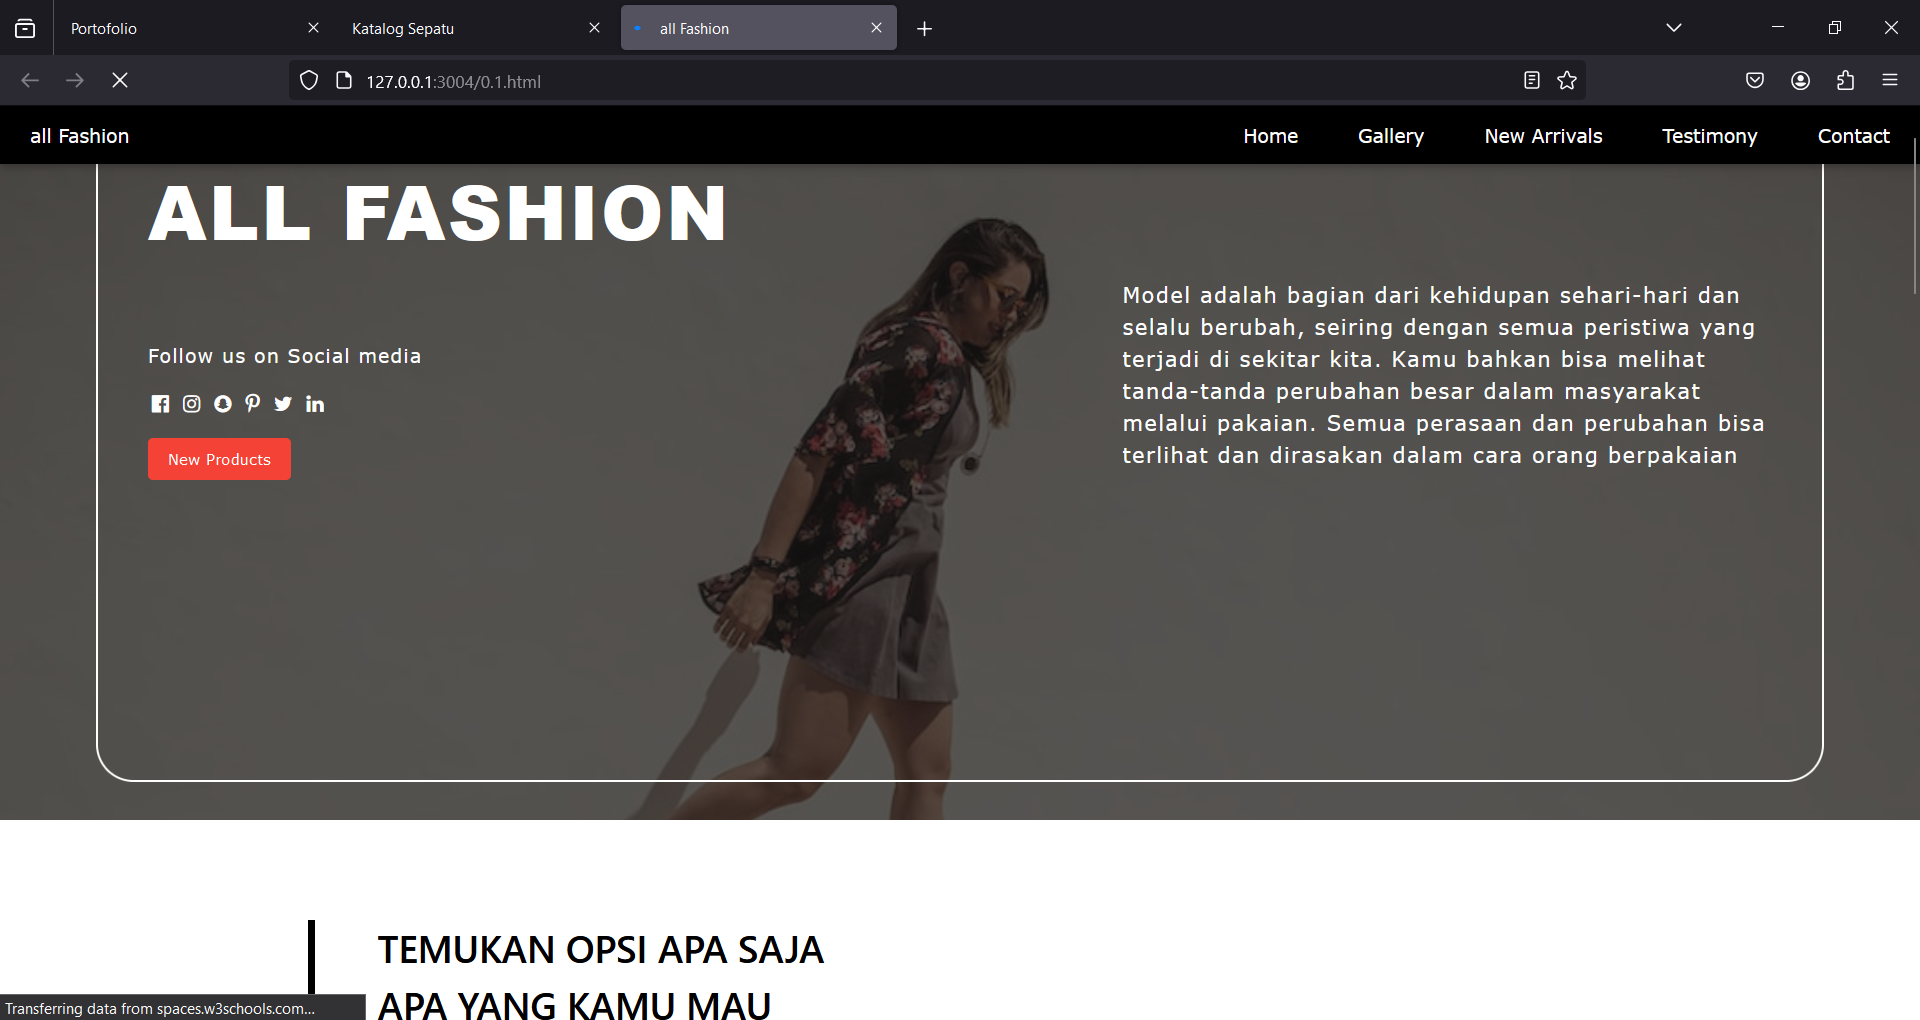 Portofolio
Katalog Sepatu
all Fashion
127.0.0.1:3004/0.1.html
all Fashion
Home
Gallery
New Arrivals
Testimony
Contact
ALL FASHION
Follow us on Social media
New Products
Model adalah bagian dari kehidupan sehari-hari dan
selalu berubah, seiring dengan semua peristiwa yang
terjadi di sekitar kita. Kamu bahkan bisa melihat
tanda-tanda perubahan besar dalam masyarakat
melalui pakaian. Semua perasaan dan perubahan bisa
terlihat dan dirasakan dalam cara orang berpakaian
TEMUKAN OPSI APA SAJA
APA YANG KAMU MAU
Transferring data from spaces.w3schools.com...